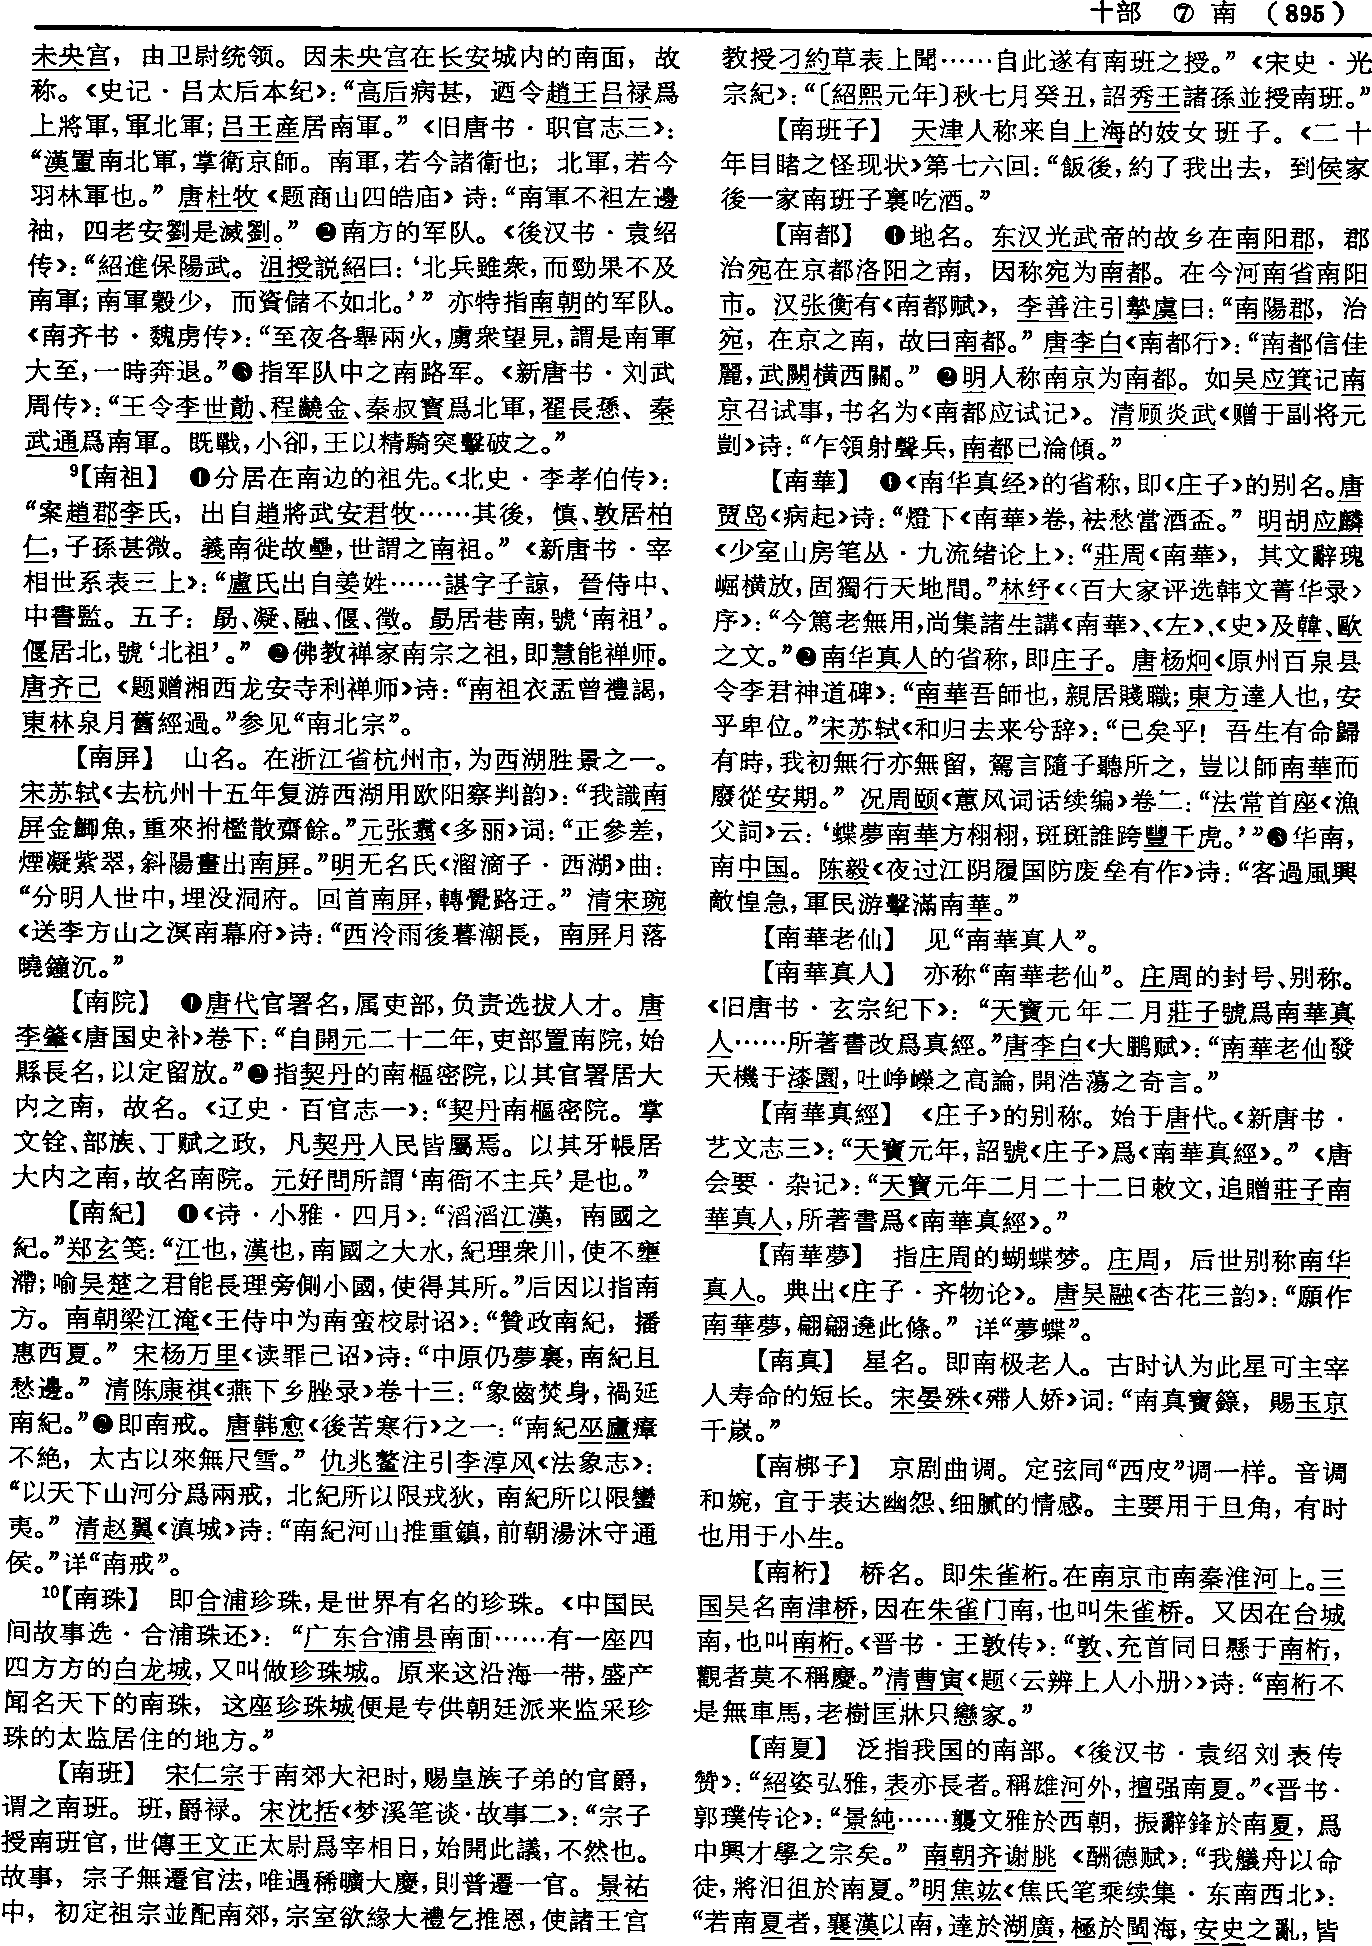 十部 ⑦ 南 （895）
未央宫，由卫尉统领。因未央宫在长安城内的南面，故
称。《史记·吕太后本纪》：“高后病甚，迺令趙王吕禄爲
上將軍，軍北軍；吕王産居南軍。”《旧唐书·职官志三》：
“漢置南北軍，掌衛京師。南軍，若今諸衛也；北軍，若今
羽林軍也。”唐杜牧《题商山四皓庙》诗：“南軍不袒左邊
袖，四老安劉是滅劉。”❷南方的军队。《後汉书·袁绍
传》：“紹進保陽武。沮授説紹曰：‘北兵雖衆，而勁果不及
南軍；南軍穀少，而資儲不如北。’”亦特指南朝的军队。
《南齐书·魏虏传》：“至夜各舉兩火，虜衆望見，謂是南軍
大至，一時奔退。”❸指军队中之南路军。《新唐书·刘武
周传》：“王令李世勣、程齩金、秦叔寶爲北軍，翟長愻、秦
武通爲南軍。既戰，小卻，王以精騎突擊破之。”
⁹【南祖】 ❶分居在南边的祖先。《北史·李孝伯传》：
“案趙郡李氏，出自趙將武安君牧……其後，慎、敦居柏
仁，子孫甚微。義南徙故壘，世謂之南祖。”《新唐书·宰
相世系表三上》：“盧氏出自姜姓……諶字子諒，晉侍中、
中書監。五子：勗、凝、融、偃、徵。勗居巷南，號‘南祖’。
偃居北，號‘北祖’。”❷佛教禅家南宗之祖，即慧能禅师。
唐齐己《题赠湘西龙安寺利禅师》诗：“南祖衣盂曾禮謁，
東林泉月舊經過。”参见“南北宗”。
【南屏】 山名。在浙江省杭州市，为西湖胜景之一。
宋苏轼《去杭州十五年复游西湖用欧阳察判韵》：“我識南
屏金鯽魚，重來拊檻散齋餘。”元张翥《多丽》词：“正參差，
煙凝紫翠，斜陽畫出南屏。”明无名氏《溜滴子·西湖》曲：
“分明人世中，埋没洞府。回首南屏，轉覺路迂。”清宋琬
《送李方山之溟南幕府》诗：“西泠雨後暮潮長，南屏月落
曉鐘沉。”
【南院】 ❶唐代官署名，属吏部，负责选拔人才。唐
李肇《唐国史补》卷下：“自開元二十二年，吏部置南院，始
縣長名，以定留放。”❷指契丹的南樞密院，以其官署居大
内之南，故名。《辽史·百官志一》：“契丹南樞密院。掌
文铨、部族、丁赋之政，凡契丹人民皆屬焉。以其牙帳居
大内之南，故名南院。元好問所謂‘南衙不主兵’是也。”
【南紀】 ❶《诗·小雅·四月》：“滔滔江漢，南國之
紀。”郑玄笺：“江也，漢也，南國之大水，紀理衆川，使不壅
滯；喻吴楚之君能長理旁側小國，使得其所。”后因以指南
方。南朝梁江淹《王侍中为南蛮校尉诏》：“贊政南紀，播
惠西夏。”宋杨万里《读罪己诏》诗：“中原仍夢裏，南紀且
愁邊。”清陈康祺《燕下乡脞录》卷十三：“象齒焚身，禍延
南紀。”❷即南戒。唐韩愈《後苦寒行》之一：“南紀巫廬瘴
不絶，太古以來無尺雪。”仇兆鳌注引李淳风《法象志》：
“以天下山河分爲兩戒，北紀所以限戎狄，南紀所以限蠻
夷。”清赵翼《滇城》诗：“南紀河山推重鎮，前朝湯沐守通
侯。”详“南戒”。
¹⁰【南珠】 即合浦珍珠，是世界有名的珍珠。《中国民
间故事选·合浦珠还》：“广东合浦县南面……有一座四
四方方的白龙城，又叫做珍珠城。原来这沿海一带，盛产
闻名天下的南珠，这座珍珠城便是专供朝廷派来监采珍
珠的太监居住的地方。”
【南班】 宋仁宗于南郊大祀时，赐皇族子弟的官爵，
谓之南班。班，爵禄。宋沈括《梦溪笔谈·故事二》：“宗子
授南班官，世傳王文正太尉爲宰相日，始開此議，不然也。
故事，宗子無遷官法，唯遇稀曠大慶，則普遷一官。景祐
中，初定祖宗並配南郊，宗室欲緣大禮乞推恩，使諸王宫
教授刁約草表上聞……自此遂有南班之授。”《宋史·光
宗紀》：“〔紹熙元年〕秋七月癸丑，詔秀王諸孫並授南班。”
【南班子】 天津人称来自上海的妓女班子。《二十
年目睹之怪现状》第七六回：“飯後，約了我出去，到侯家
後一家南班子裏吃酒。”
【南都】 ❶地名。东汉光武帝的故乡在南阳郡，郡
治宛在京都洛阳之南，因称宛为南都。在今河南省南阳
市。汉张衡有《南都赋》，李善注引摯虞曰：“南陽郡，治
宛，在京之南，故曰南都。”唐李白《南都行》：“南都信佳
麗，武闕横西關。”❷明人称南京为南都。如吴应箕记南
京召试事，书名为《南都应试记》。清顾炎武《赠于副将元
剀》诗：“乍領射聲兵，南都已淪傾。”
【南華】 ❶《南华真经》的省称，即《庄子》的别名。唐
贾岛《病起》诗：“燈下《南華》卷，袪愁當酒盃。”明胡应麟
《少室山房笔丛·九流绪论上》：“莊周《南華》，其文辭瑰
崛横放，固獨行天地間。”林纾《〈百大家评选韩文菁华录〉
序》：“今篤老無用，尚集諸生講《南華》、《左》、《史》及韓、歐
之文。”❷南华真人的省称，即庄子。唐杨炯《原州百泉县
令李君神道碑》：“南華吾師也，親居賤職；東方達人也，安
乎卑位。”宋苏轼《和归去来兮辞》：“已矣乎！吾生有命歸
有時，我初無行亦無留，駕言隨子聽所之，豈以師南華而
廢從安期。”况周颐《蕙风词话续编》卷二：“法常首座《漁
父詞》云：‘蝶夢南華方栩栩，斑斑誰跨豐干虎。’”❸华南，
南中国。陈毅《夜过江阴履国防废垒有作》诗：“客過風興
敵惶急，軍民游擊滿南華。”
【南華老仙】 见“南華真人”。
【南華真人】 亦称“南華老仙”。庄周的封号、别称。
《旧唐书·玄宗纪下》：“天寶元年二月莊子號爲南華真
人……所著書改爲真經。”唐李白《大鹏赋》：“南華老仙發
天機于漆園，吐崢嶸之高論，開浩蕩之奇言。”
【南華真經】 《庄子》的别称。始于唐代。《新唐书·
艺文志三》：“天寶元年，詔號《庄子》爲《南華真經》。”《唐
会要·杂记》：“天寶元年二月二十二日敕文，追贈莊子南
華真人，所著書爲《南華真經》。”
【南華夢】 指庄周的蝴蝶梦。庄周，后世别称南华
真人。典出《庄子·齐物论》。唐吴融《杏花三韵》：“願作
南華夢，翩翩遶此條。”详“夢蝶”。
【南真】 星名。即南极老人。古时认为此星可主宰
人寿命的短长。宋晏殊《殢人娇》词：“南真寶籙，賜玉京
千歲。”
【南梆子】 京剧曲调。定弦同“西皮”调一样。音调
和婉，宜于表达幽怨、细腻的情感。主要用于旦角，有时
也用于小生。
【南桁】 桥名。即朱雀桁。在南京市南秦淮河上。三
国吴名南津桥，因在朱雀门南，也叫朱雀桥。又因在台城
南，也叫南桁。《晋书·王敦传》：“敦、充首同日懸于南桁，
觀者莫不稱慶。”清曹寅《题〈云辨上人小册〉》诗：“南桁不
是無車馬，老樹匡牀只戀家。”
【南夏】 泛指我国的南部。《後汉书·袁绍刘表传
赞》：“紹姿弘雅，表亦長者。稱雄河外，擅强南夏。”《晋书·
郭璞传论》：“景純……襲文雅於西朝，振辭鋒於南夏，爲
中興才學之宗矣。”南朝齐谢朓《酬德赋》：“我艤舟以命
徒，將汨徂於南夏。”明焦竑《焦氏笔乘续集·东南西北》：
“若南夏者，襄漢以南，達於湖廣，極於閩海，安史之亂，皆